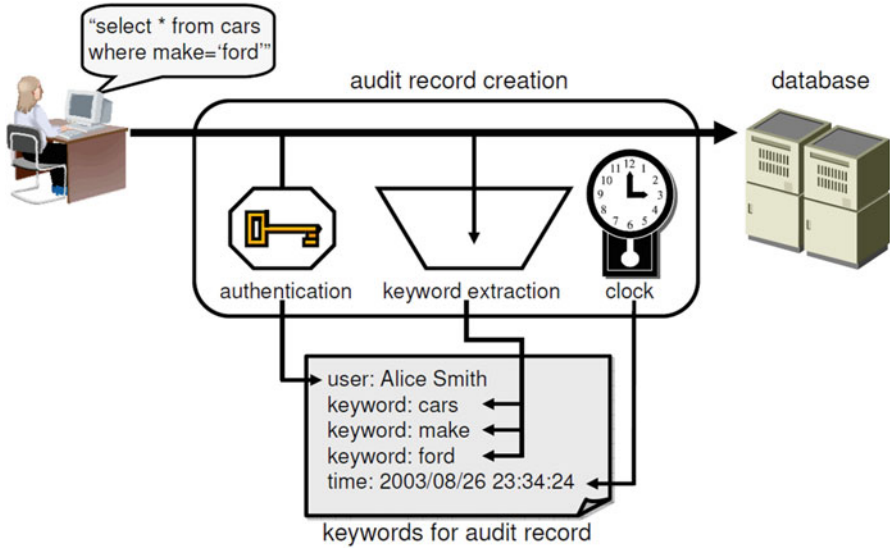 “select * from cars
where make=‘ford’”
audit record creation
database
11 12 1
10 2
9 3
8 4
7 6 5
authentication
keyword extraction
clock
user: Alice Smith
keyword: cars
keyword: make
keyword: ford
time: 2003/08/26 23:34:24
keywords for audit record